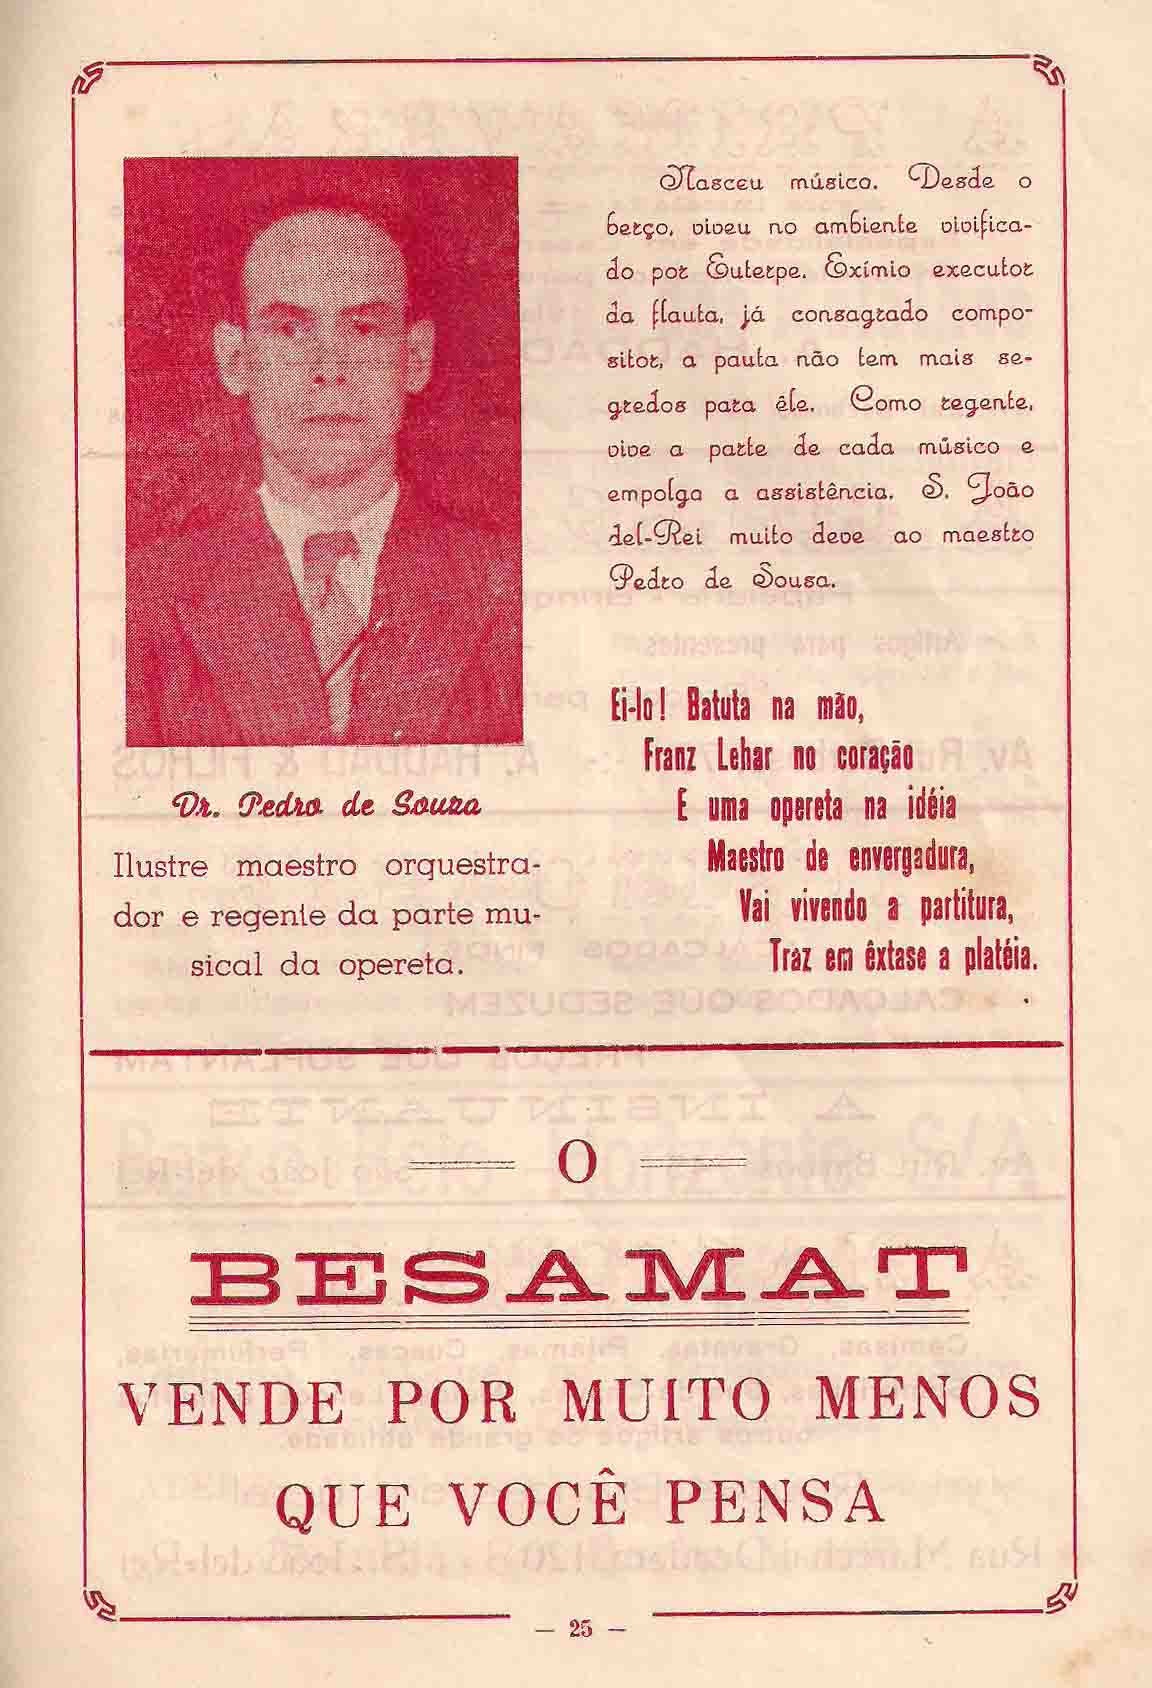 Nasceu músico. Desde o
berço, viveu no ambiente vivifica-
do por Euterpe. Exímio executor
da flauta, já consagrado compo-
sitor, a pauta não tem mais se-
gredos para êle. Como regente,
vive a parte de cada músico e
empolga a assistência. S. João
del-Rei muito deve ao maestro
Pedro de Sousa.
Dr. Pedro de Souza
Ilustre maestro orquestra-
dor e regente da parte mu-
sical da opereta.
Ei-lo! Batuta na mão,
Franz Lehar no coração
E uma opereta na idéia
Maestro de envergadura,
Vai vivendo a partitura,
Traz em êxtase a platéia.
O
BESAMAT
VENDE POR MUITO MENOS
QUE VOCÊ PENSA
— 25 —